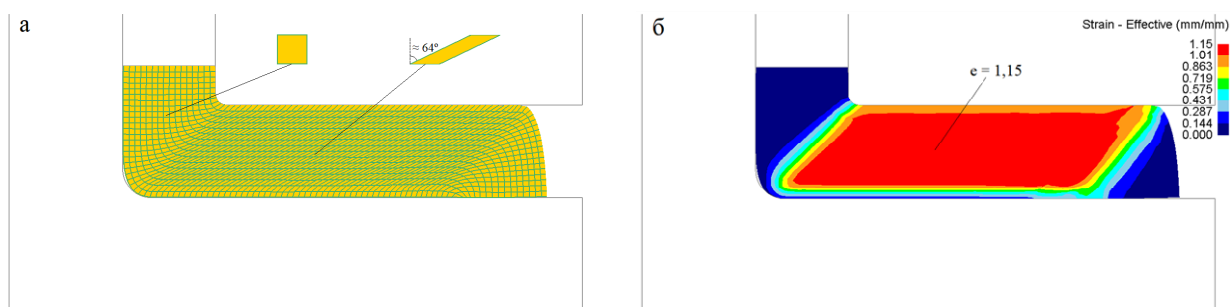 а
≈ 64°
б
Strain - Effective (mm/mm)
1.15
1.01
0.863
0.719
0.575
0.431
0.287
0.144
0.000
e = 1,15